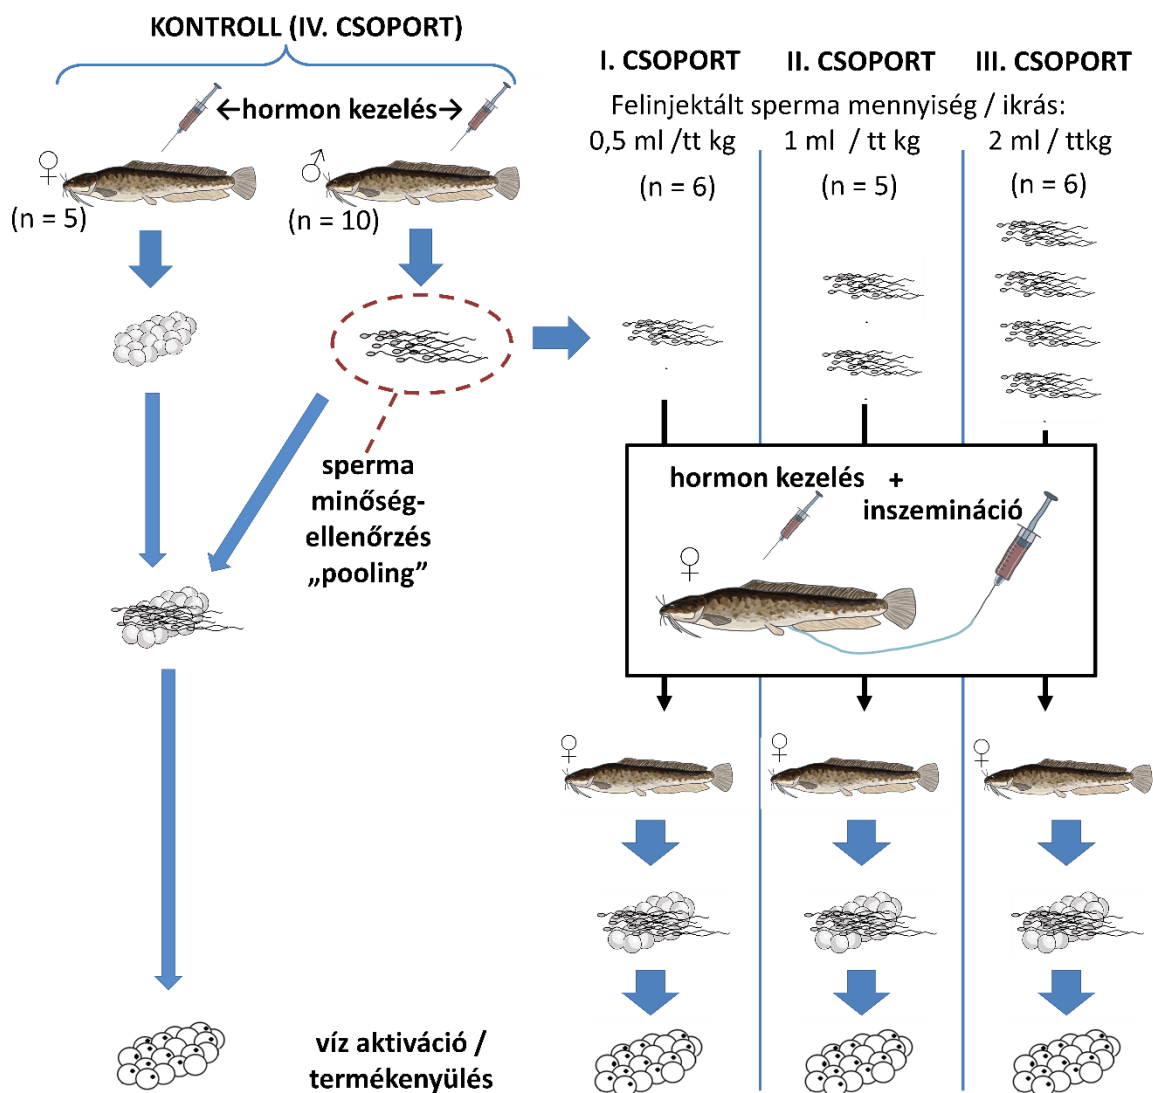 KONTROLL (IV. CSOPORT)
←hormon kezelés→
♀
(n = 5)
♂
(n = 10)
sperma
minőség-
ellenőrzés
„pooling”
I. CSOPORT
II. CSOPORT
III. CSOPORT
Felinjektált sperma mennyiség / ikrás:
0,5 ml /tt kg
1 ml / tt kg
2 ml / ttkg
(n = 6)
(n = 5)
(n = 6)
hormon kezelés +
inszemináció
♀
♀
♀
♀
víz aktiváció /
termékenyülés